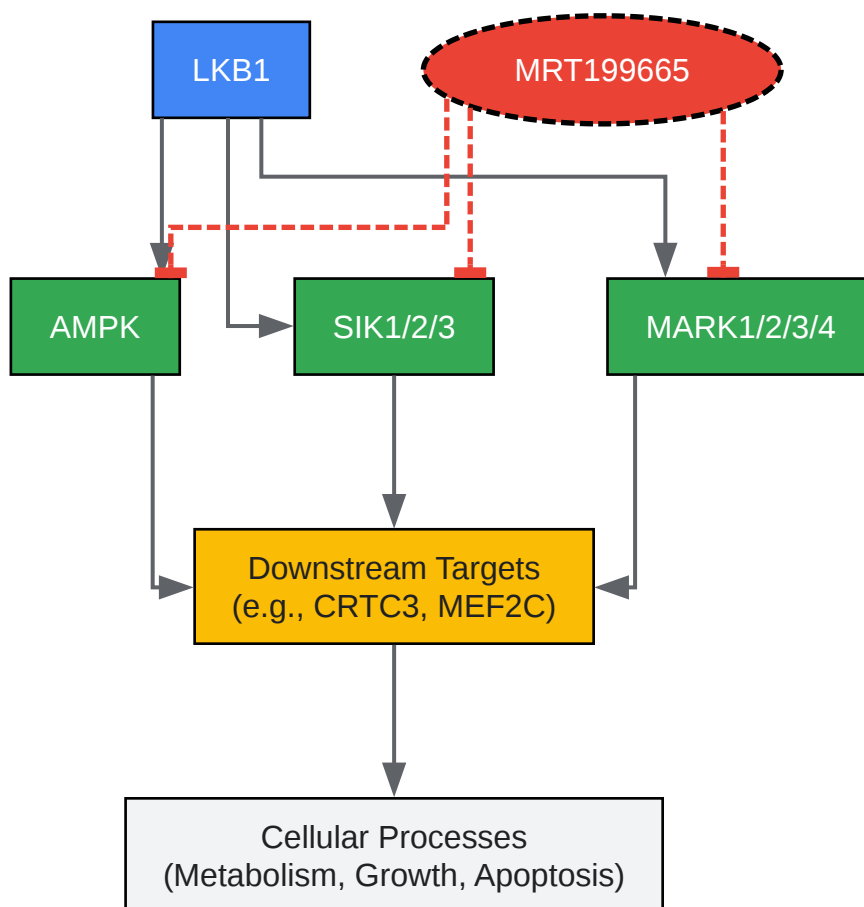 LKB1
MRT199665
AMPK
SIK1/2/3
MARK1/2/3/4
Downstream Targets
(e.g., CRTC3, MEF2C)
Cellular Processes
(Metabolism, Growth, Apoptosis)